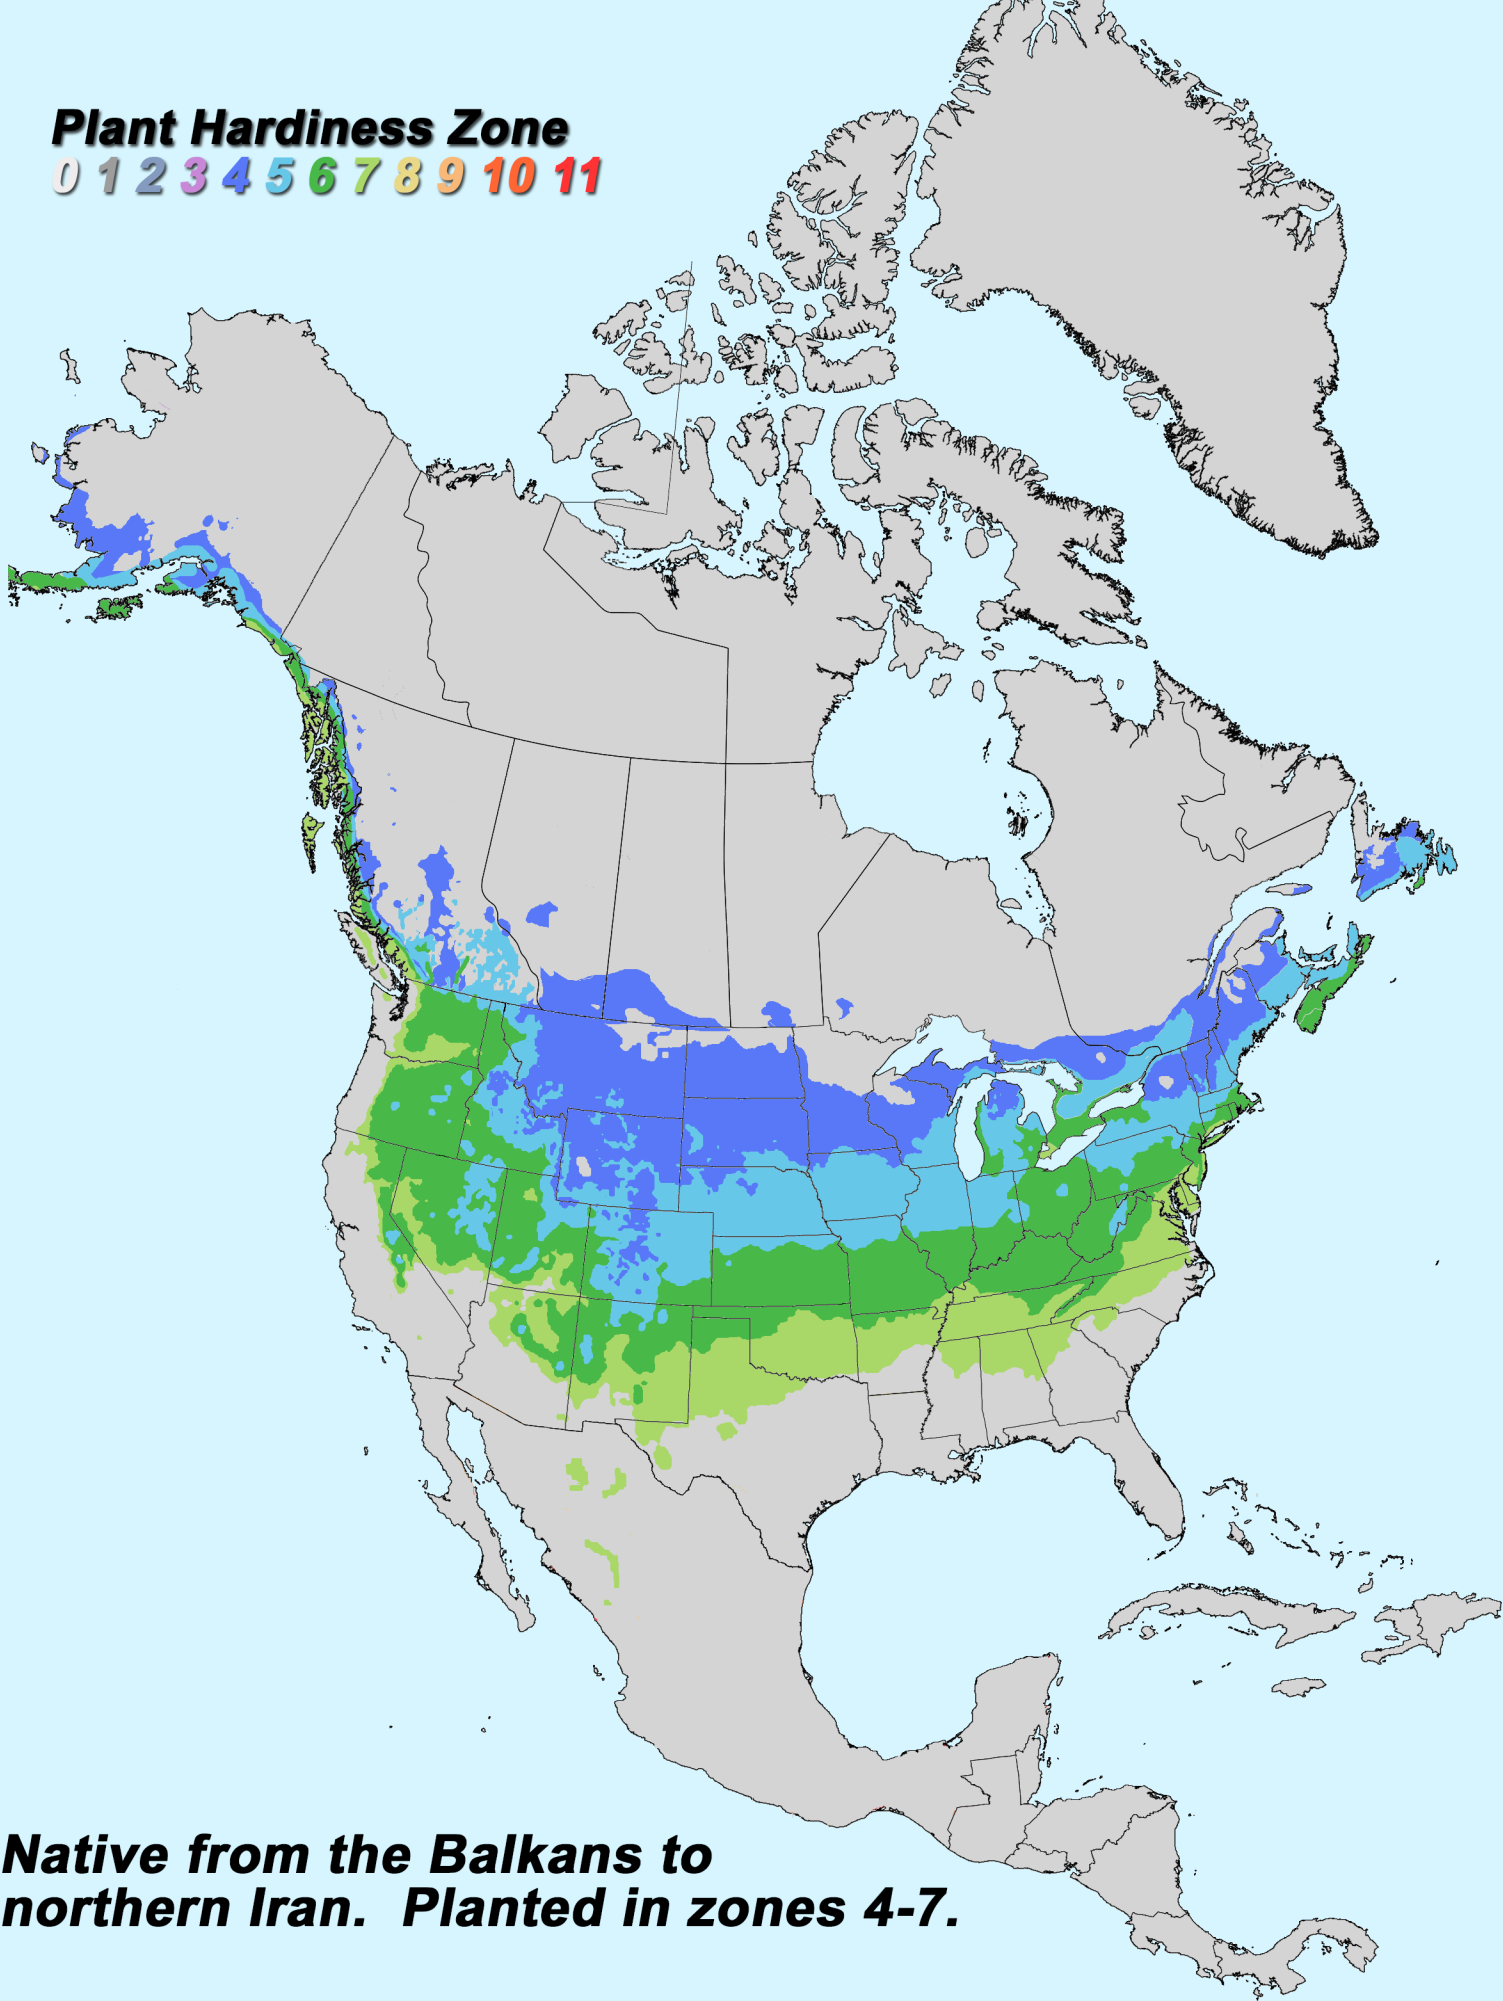 Plant Hardiness Zone
0 1 2 3 4 5 6 7 8 9 10 11
Native from the Balkans to
northern Iran. Planted in zones 4-7.